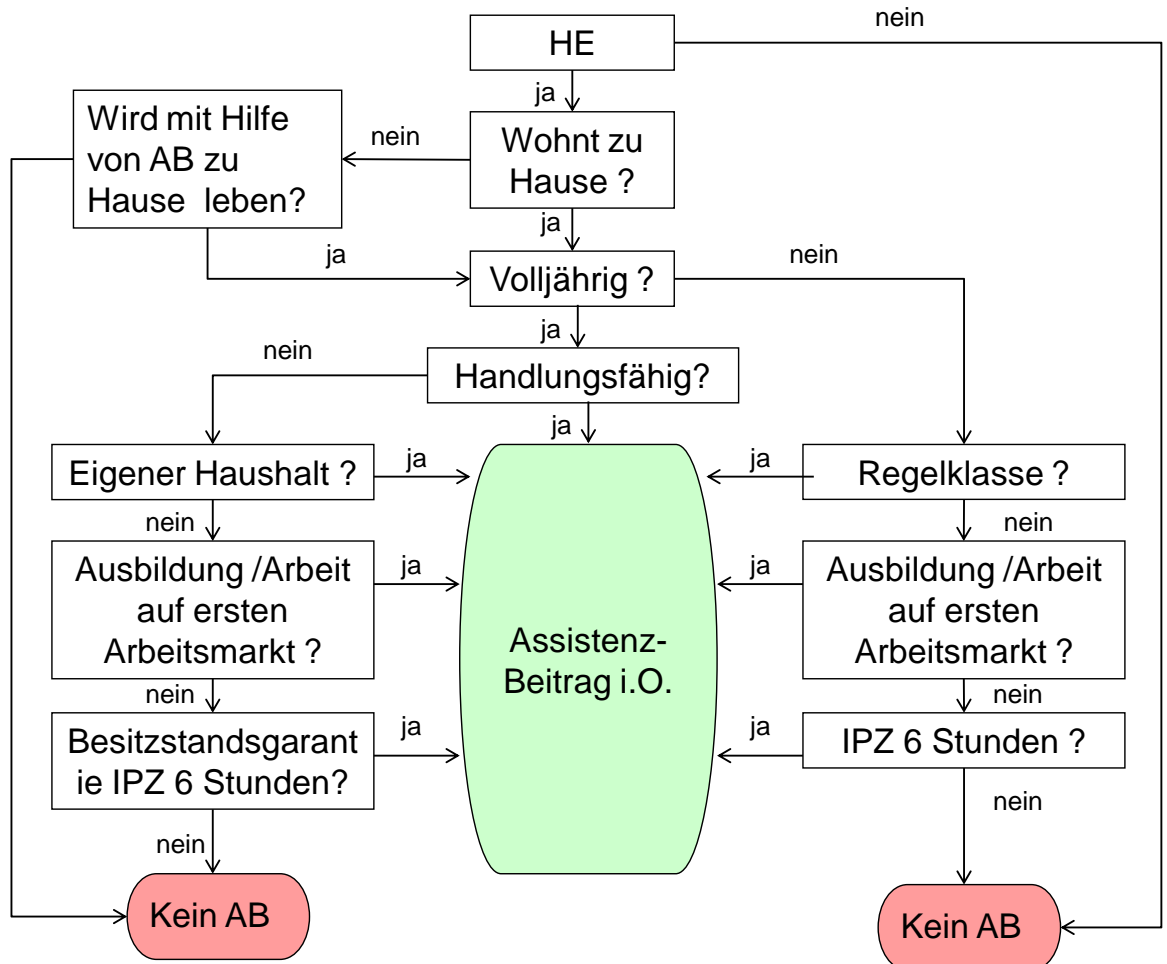 nein
HE
ja
Wird mit Hilfe
von AB zu
Hause leben?
nein
Wohnt zu
Hause ?
ja
ja
Volljährig ?
nein
ja
nein
Handlungsfähig?
ja
Eigener Haushalt ?
ja
ja
Regelklasse ?
nein
nein
Ausbildung /Arbeit
auf ersten
Arbeitsmarkt ?
ja
Assistenz-
Beitrag i.O.
ja
Ausbildung /Arbeit
auf ersten
Arbeitsmarkt ?
nein
nein
Besitzstandsgarant
ie IPZ 6 Stunden?
ja
ja
IPZ 6 Stunden ?
nein
nein
Kein AB
Kein AB